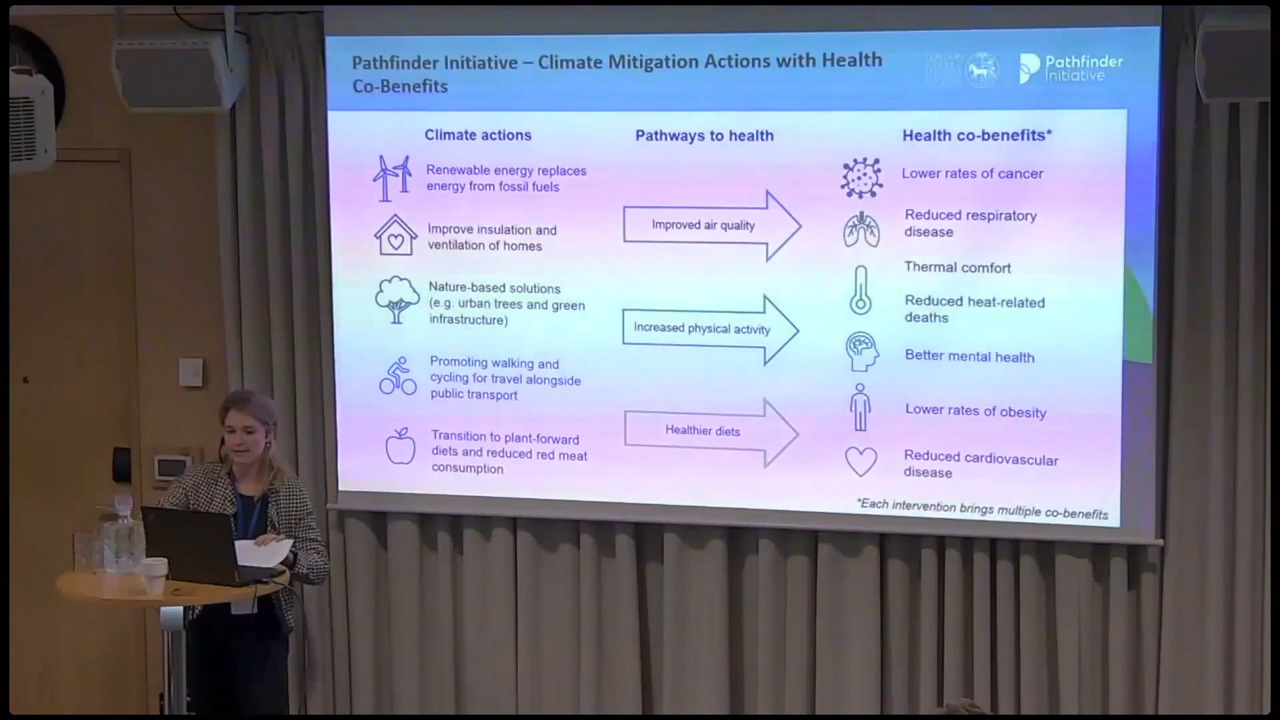 Pathfinder Initiative – Climate Mitigation Actions with Health
Co-Benefits
Pathfinder
Initiative
Climate actions
Pathways to health
Health co-benefits*
Renewable energy replaces
energy from fossil fuels
Improve insulation and
ventilation of homes
Nature-based solutions
(e.g. urban trees and green
infrastructure)
Promoting walking and
cycling for travel alongside
public transport
Transition to plant-forward
diets and reduced red meat
consumption
Improved air quality
Increased physical activity
Healthier diets
Lower rates of cancer
Reduced respiratory
disease
Thermal comfort
Reduced heat-related
deaths
Better mental health
Lower rates of obesity
Reduced cardiovascular
disease
*Each intervention brings multiple co-benefits